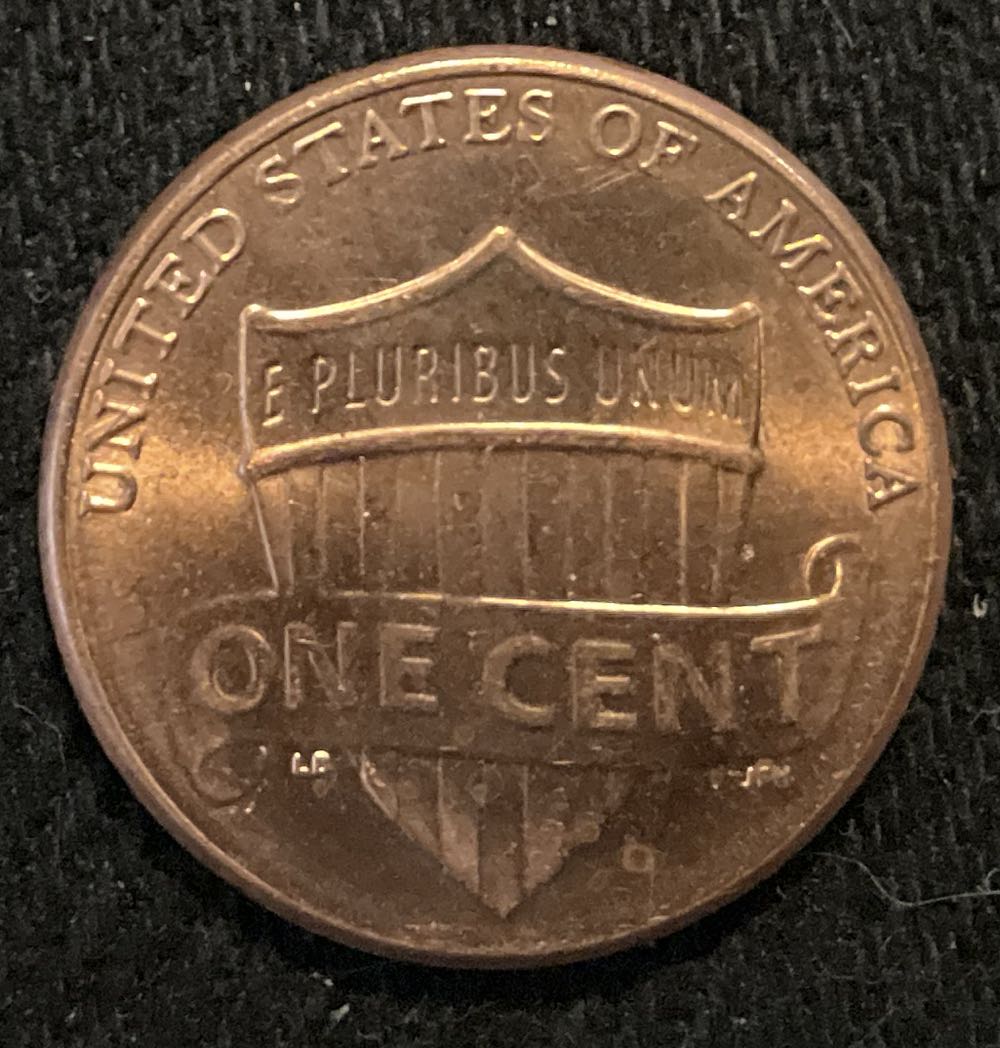 UNITED STATES OF AMERICA
E PLURIBUS UNUM
ONE CENT
LB
JFM